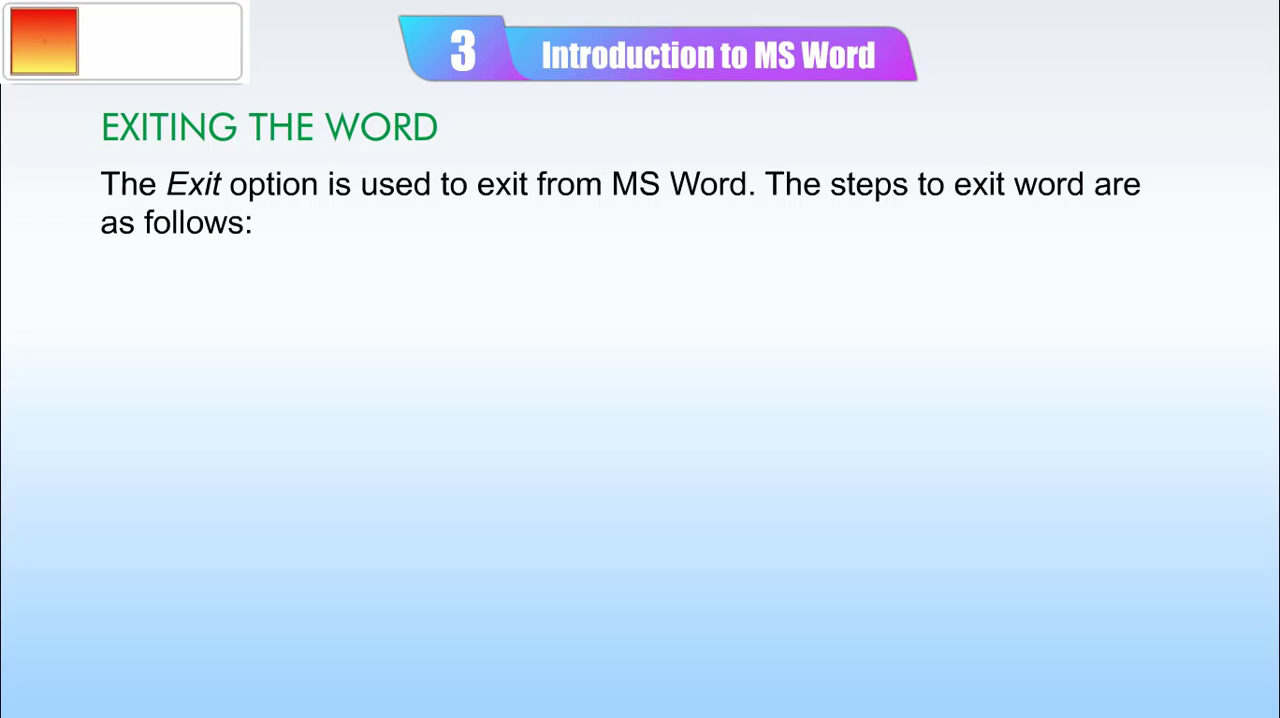 3
Introduction to MS Word
EXITING THE WORD
The Exit option is used to exit from MS Word. The steps to exit word are
as follows: